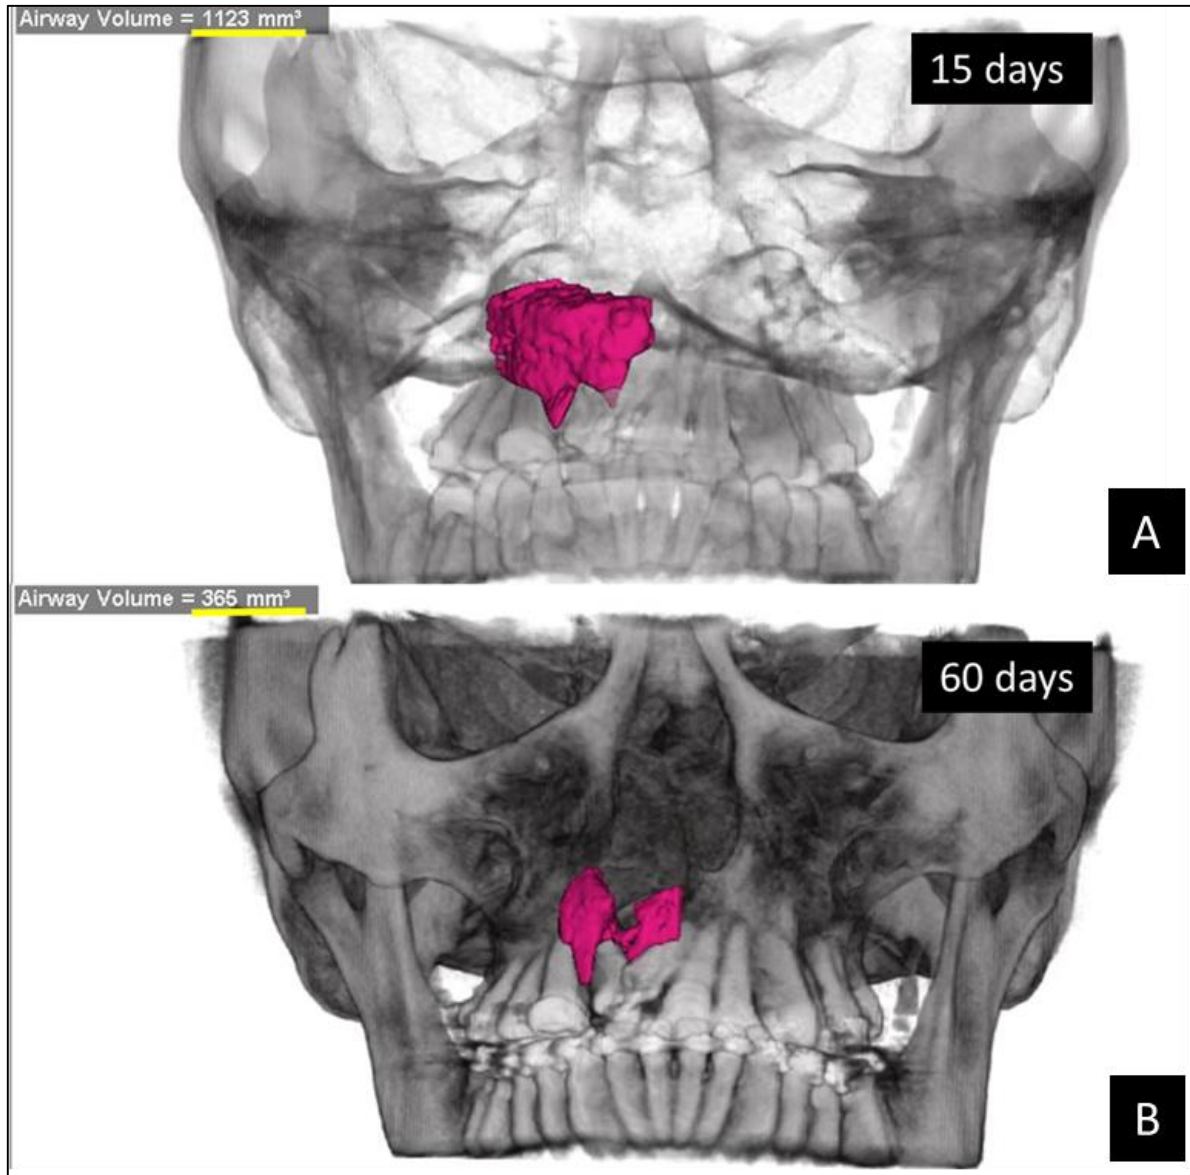 Airway Volume = 1123 mm³
15 days
A
Airway Volume = 365 mm³
60 days
B